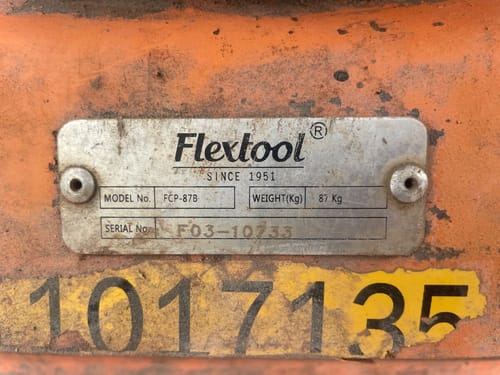 Flextool®
SINCE 1951
MODEL No. FCP-87B WEIGHT(Kg) 87 Kg
SERIAL No. F03-10733
1017135